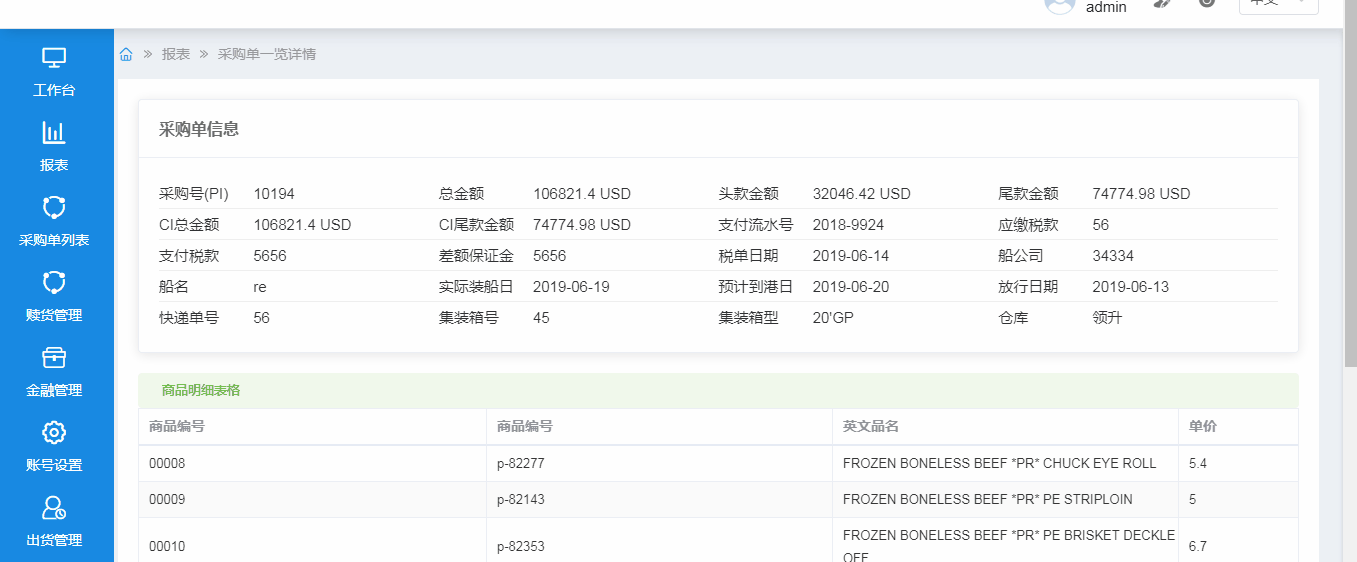 admin
中文
» 报表 » 采购单一览详情
工作台
报表
采购单列表
赎货管理
金融管理
账号设置
出货管理
采购单信息
采购号(PI) 10194 总金额 106821.4 USD 头款金额 32046.42 USD 尾款金额 74774.98 USD
CI总金额 106821.4 USD CI尾款金额 74774.98 USD 支付流水号 2018-9924 应缴税款 56
支付税款 5656 差额保证金 5656 税单日期 2019-06-14 船公司 34334
船名 re 实际装船日 2019-06-19 预计到港日 2019-06-20 放行日期 2019-06-13
快递单号 56 集装箱号 45 集装箱型 20'GP 仓库 领升
商品明细表格
商品编号 商品编号 英文品名 单价
00008 p-82277 FROZEN BONELESS BEEF *PR* CHUCK EYE ROLL 5.4
00009 p-82143 FROZEN BONELESS BEEF *PR* PE STRIPLOIN 5
00010 p-82353 FROZEN BONELESS BEEF *PR* PE BRISKET DECKLE 6.7
OFF